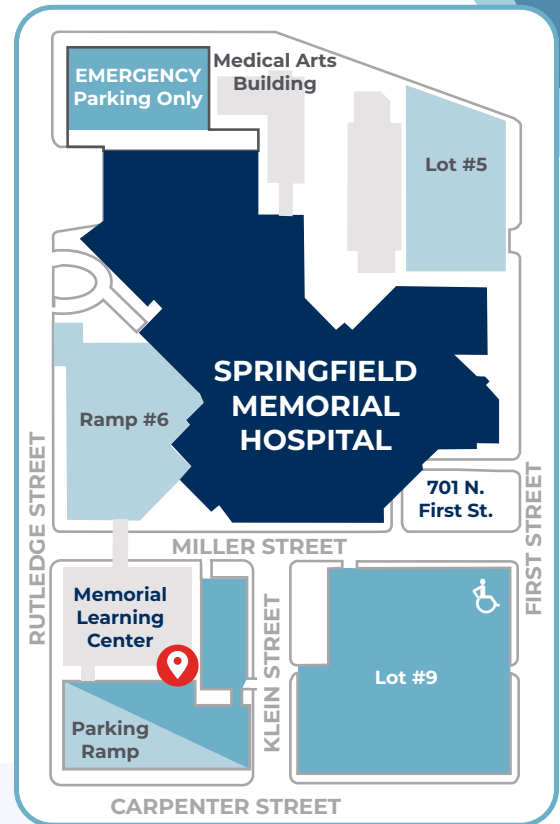 EMERGENCY
Parking Only
Medical Arts
Building
Lot #5
SPRINGFIELD
MEMORIAL
HOSPITAL
Ramp #6
701 N.
First St.
RUTLEDGE STREET
FIRST STREET
MILLER STREET
Memorial
Learning
Center
KLEIN STREET
Lot #9
Parking
Ramp
CARPENTER STREET